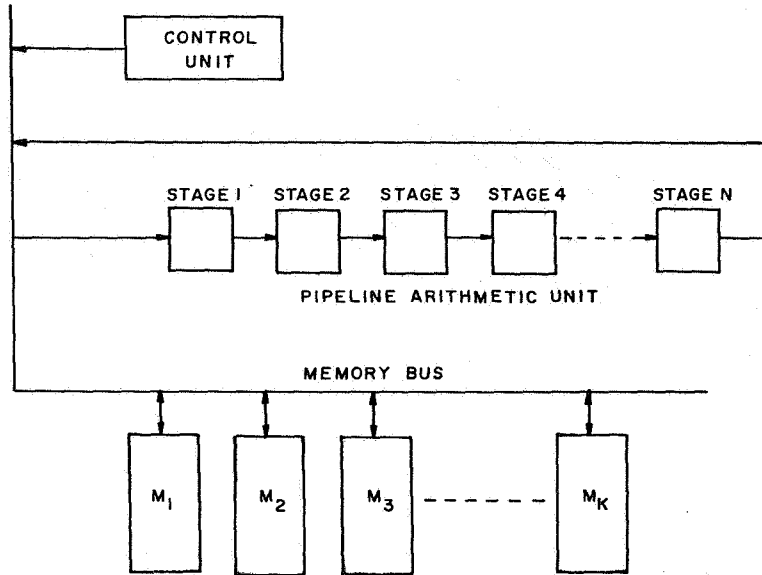 CONTROL
UNIT
STAGE 1 STAGE 2 STAGE 3 STAGE 4 STAGE N
PIPELINE ARITHMETIC UNIT
MEMORY BUS
M1 M2 M3 MK